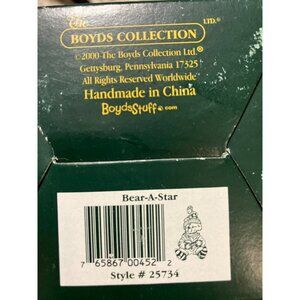 The LTD.®
BOYDS COLLECTION
©2000 The Boyds Collection Ltd®
Gettysburg, Pennsylvania 17325
All Rights Reserved Worldwide
Handmade in China
BoydsStuff.com
Bear-A-Star
7 65867 00452 2
Style # 25734